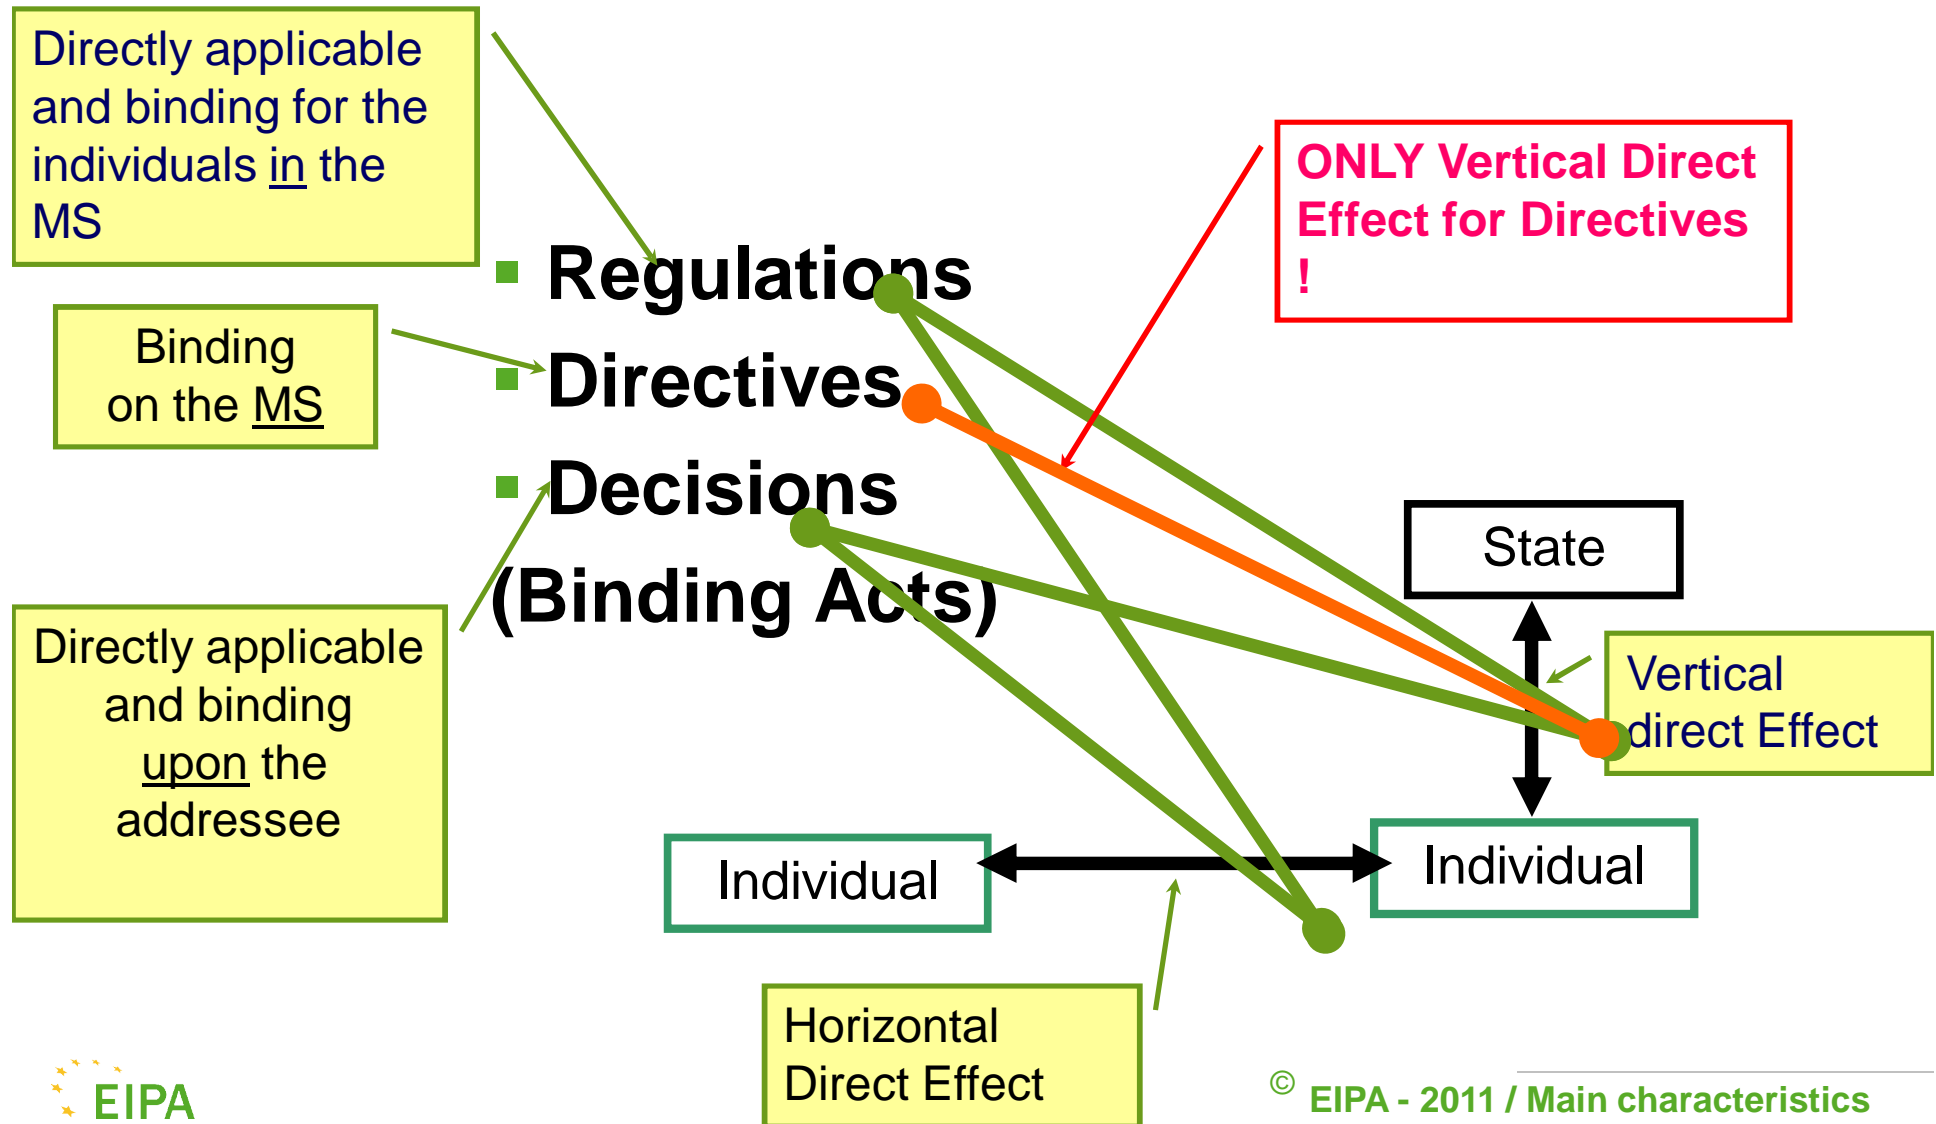 Directly applicable
and binding for the
individuals in the
MS
ONLY Vertical Direct
Effect for Directives
!
▪ Regulations
Binding
on the MS
▪ Directives
▪ Decisions
(Binding Acts)
State
Directly applicable
and binding
upon the
addressee
Vertical
direct Effect
Individual
Individual
Horizontal
Direct Effect
EIPA
© EIPA - 2011 / Main characteristics